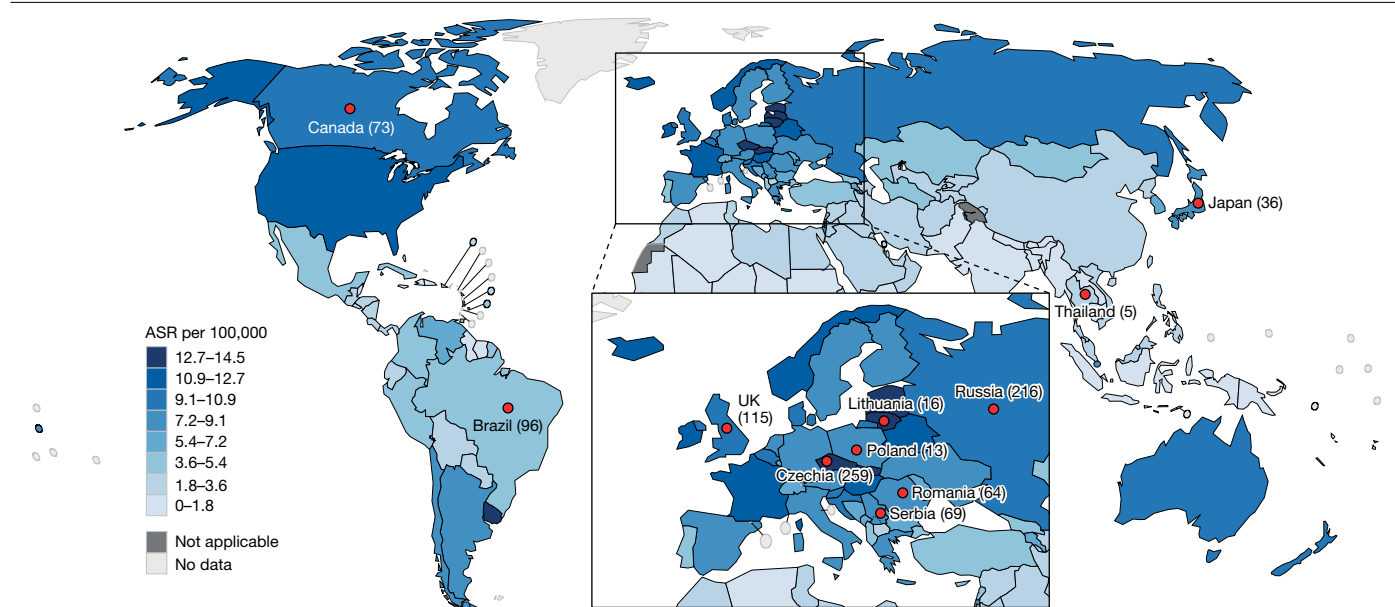 Canada (73)
Japan (36)
Thailand (5)
ASR per 100,000
12.7–14.5
10.9–12.7
9.1–10.9
7.2–9.1
5.4–7.2
3.6–5.4
1.8–3.6
0–1.8
Not applicable
No data
Brazil (96)
UK
(115)
Lithuania (16)
Russia (216)
Poland (13)
Czechia (259)
Romania (64)
Serbia (69)